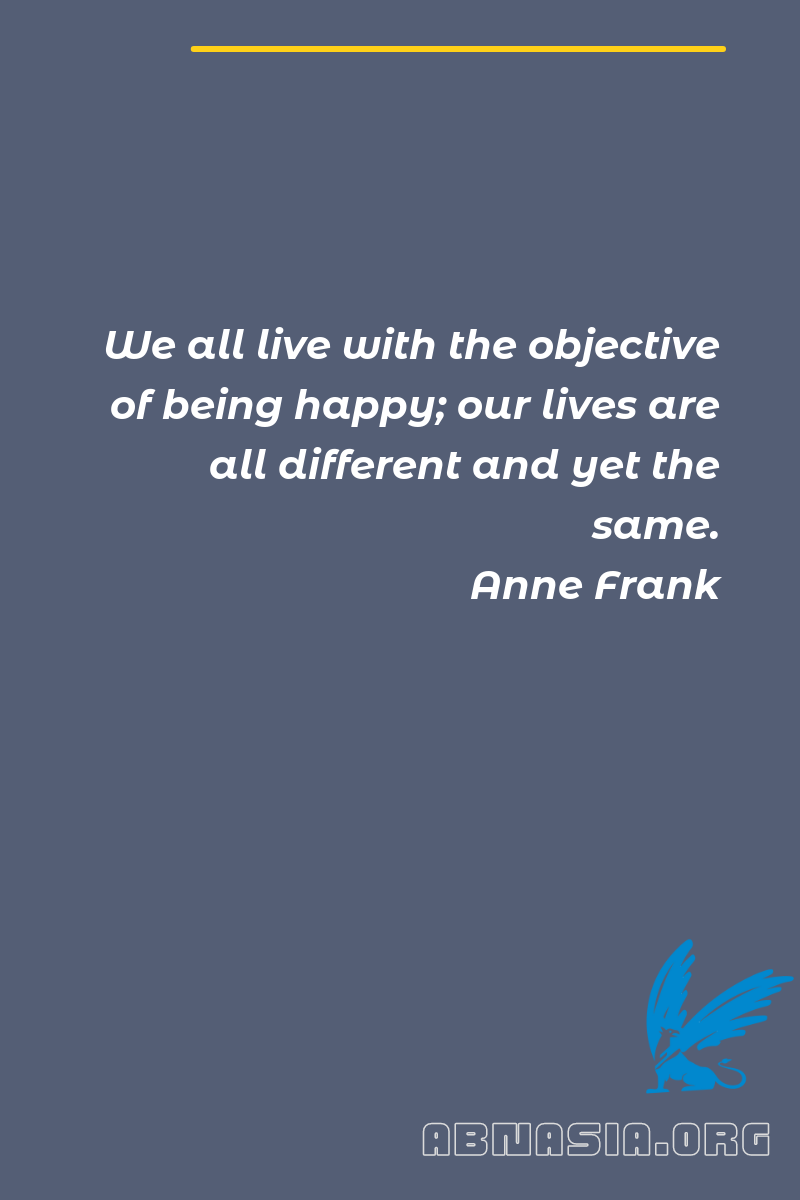 We all live with the objective
of being happy; our lives are
all different and yet the
same.
Anne Frank
ABNASIA.ORG